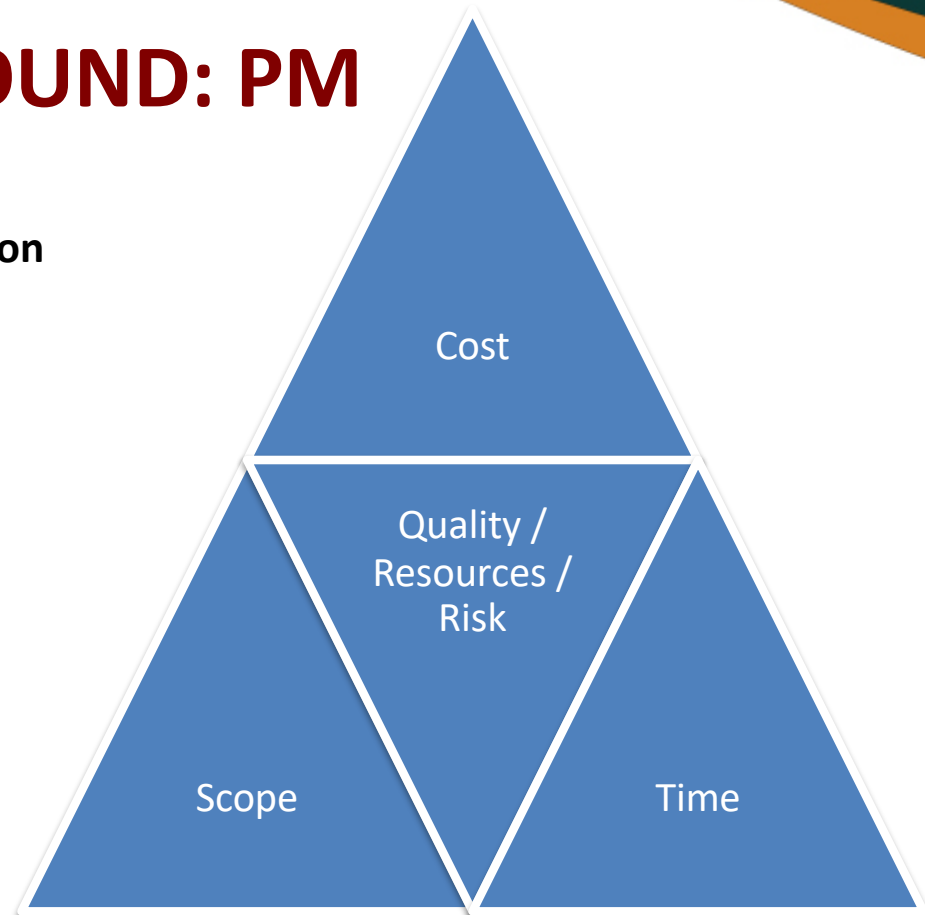 OUND: PM
on
Cost
Quality /
Resources /
Risk
Scope
Time